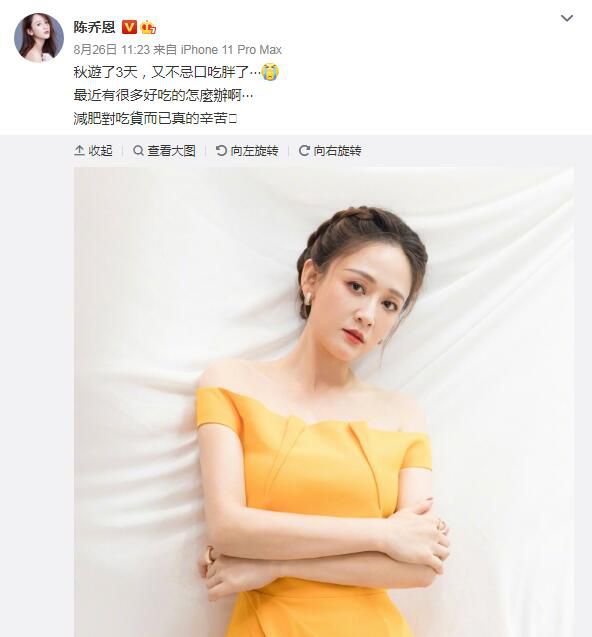 陈乔恩
8月26日 11:23 来自 iPhone 11 Pro Max
秋遊了3天，又不忌口吃胖了…
最近有很多好吃的怎麼辦啊…
減肥對吃貨而已真的辛苦
收起 查看大图 向左旋转 向右旋转